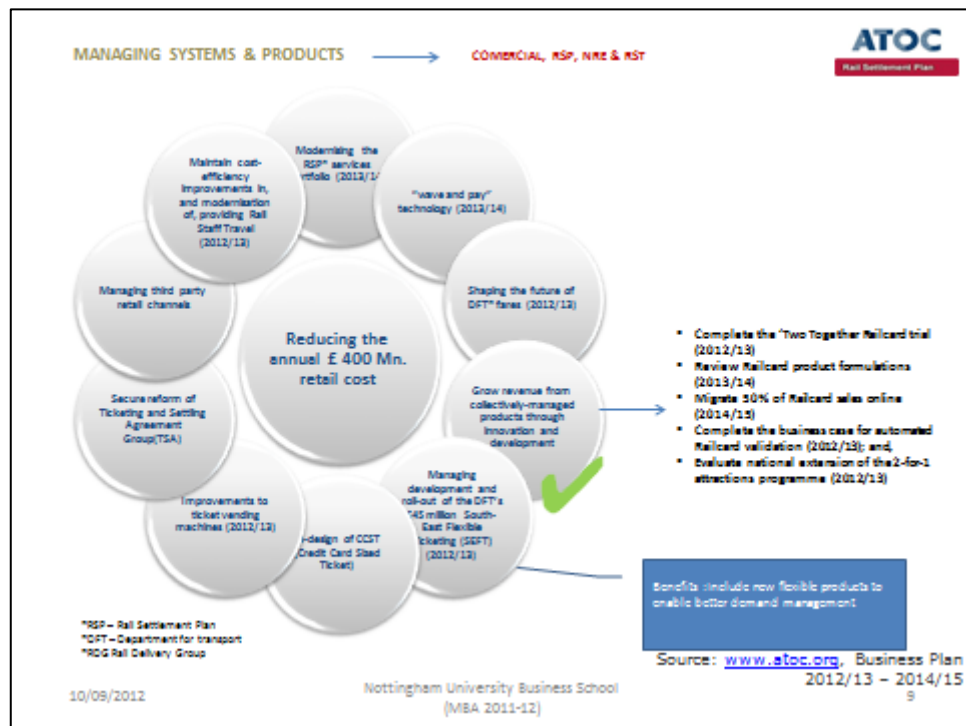 MANAGING SYSTEMS & PRODUCTS
COMERCIAL, RSP, NRE & RST
ATOC
Rail Settlement Plan
Modernising the
RSP* services
portfolio (2013/14
"wave and pay"
technology (2013/14)
Shaping the future of
DFT* fares (2012/13)
Grow revenue from
collectively-managed
products through
innovation and
development
Managing
development and
roll-out of the DFT's
£45 million South-
East Flexible
Ticketing (SEFT)
(2012/13)
-design of CCST
(Credit Card Sized
Ticket)
Improvements to
ticket vending
machines (2012/13)
Secure reform of
Ticketing and Settling
Agreement
Group(TSA)
Managing third party
retail channels
Maintain cost-
efficiency
improvements in,
and modernisation
of, providing Rail
Staff Travel
(2012/13)
Reducing the
annual £ 400 Mn.
retail cost
▪ Complete the 'Two Together Railcard trial
(2012/13)
▪ Review Railcard product formulations
(2013/14)
▪ Migrate 50% of Railcard sales online
(2014/15)
▪ Complete the business case for automated
Railcard validation (2012/13); and,
▪ Evaluate national extension of the 2-for-1
attractions programme (2012/13)
Benefits :include new flexible products to
enable better demand management
*RSP – Rail Settlement Plan
*DFT – Department for transport
*RDG Rail Delivery Group
Source: www.atoc.org, Business Plan
2012/13 – 2014/15
10/09/2012
Nottingham University Business School
(MBA 2011-12)
9